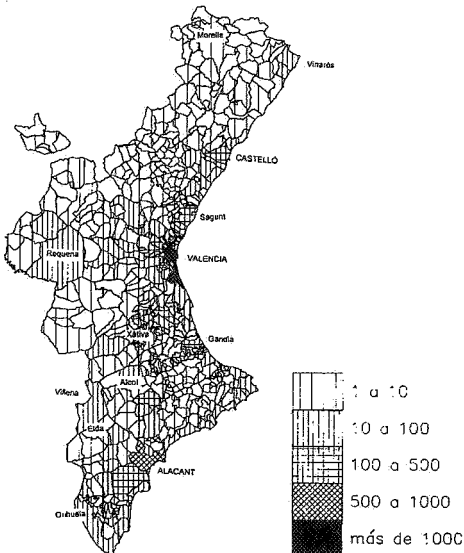 Morella
Vinaròs
CASTELLÓ
Sagunt
Requena
VALENCIA
Xàtiva
Gandia
Villena
Alcoi
Elda
ALACANT
Orihuela
1 a 10
10 a 100
100 a 500
500 a 1000
más de 1000